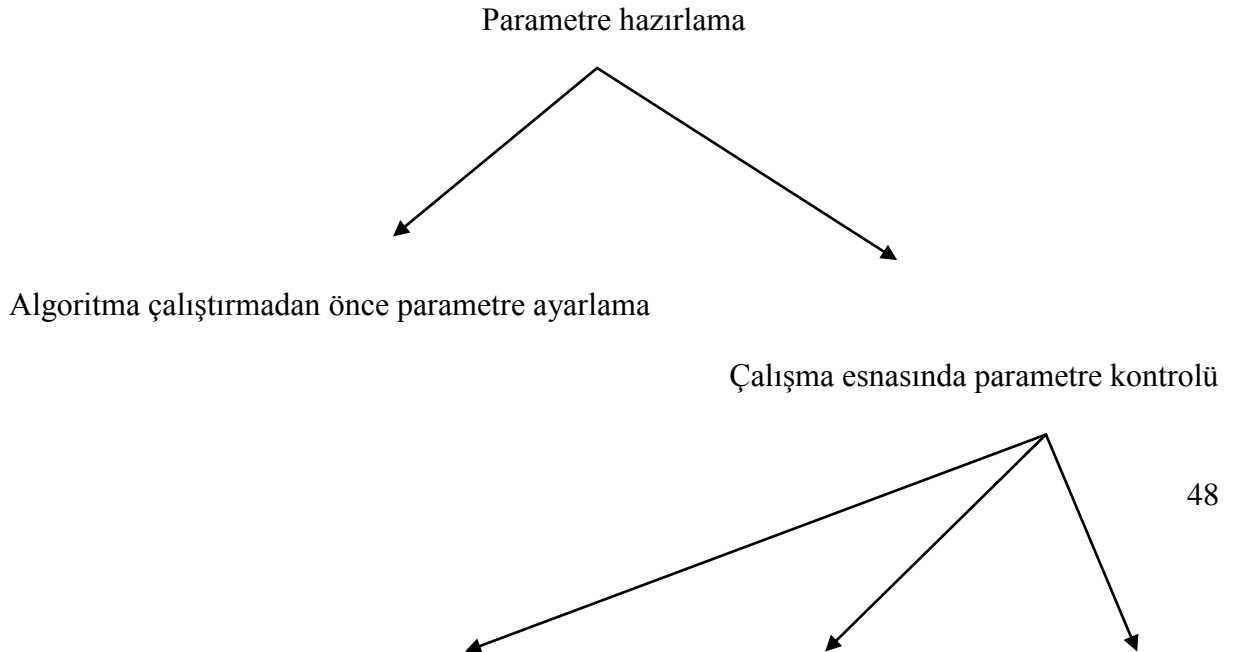 Parametre hazırlama
Algoritma çalıştırmadan önce parametre ayarlama
Çalışma esnasında parametre kontrolü
48